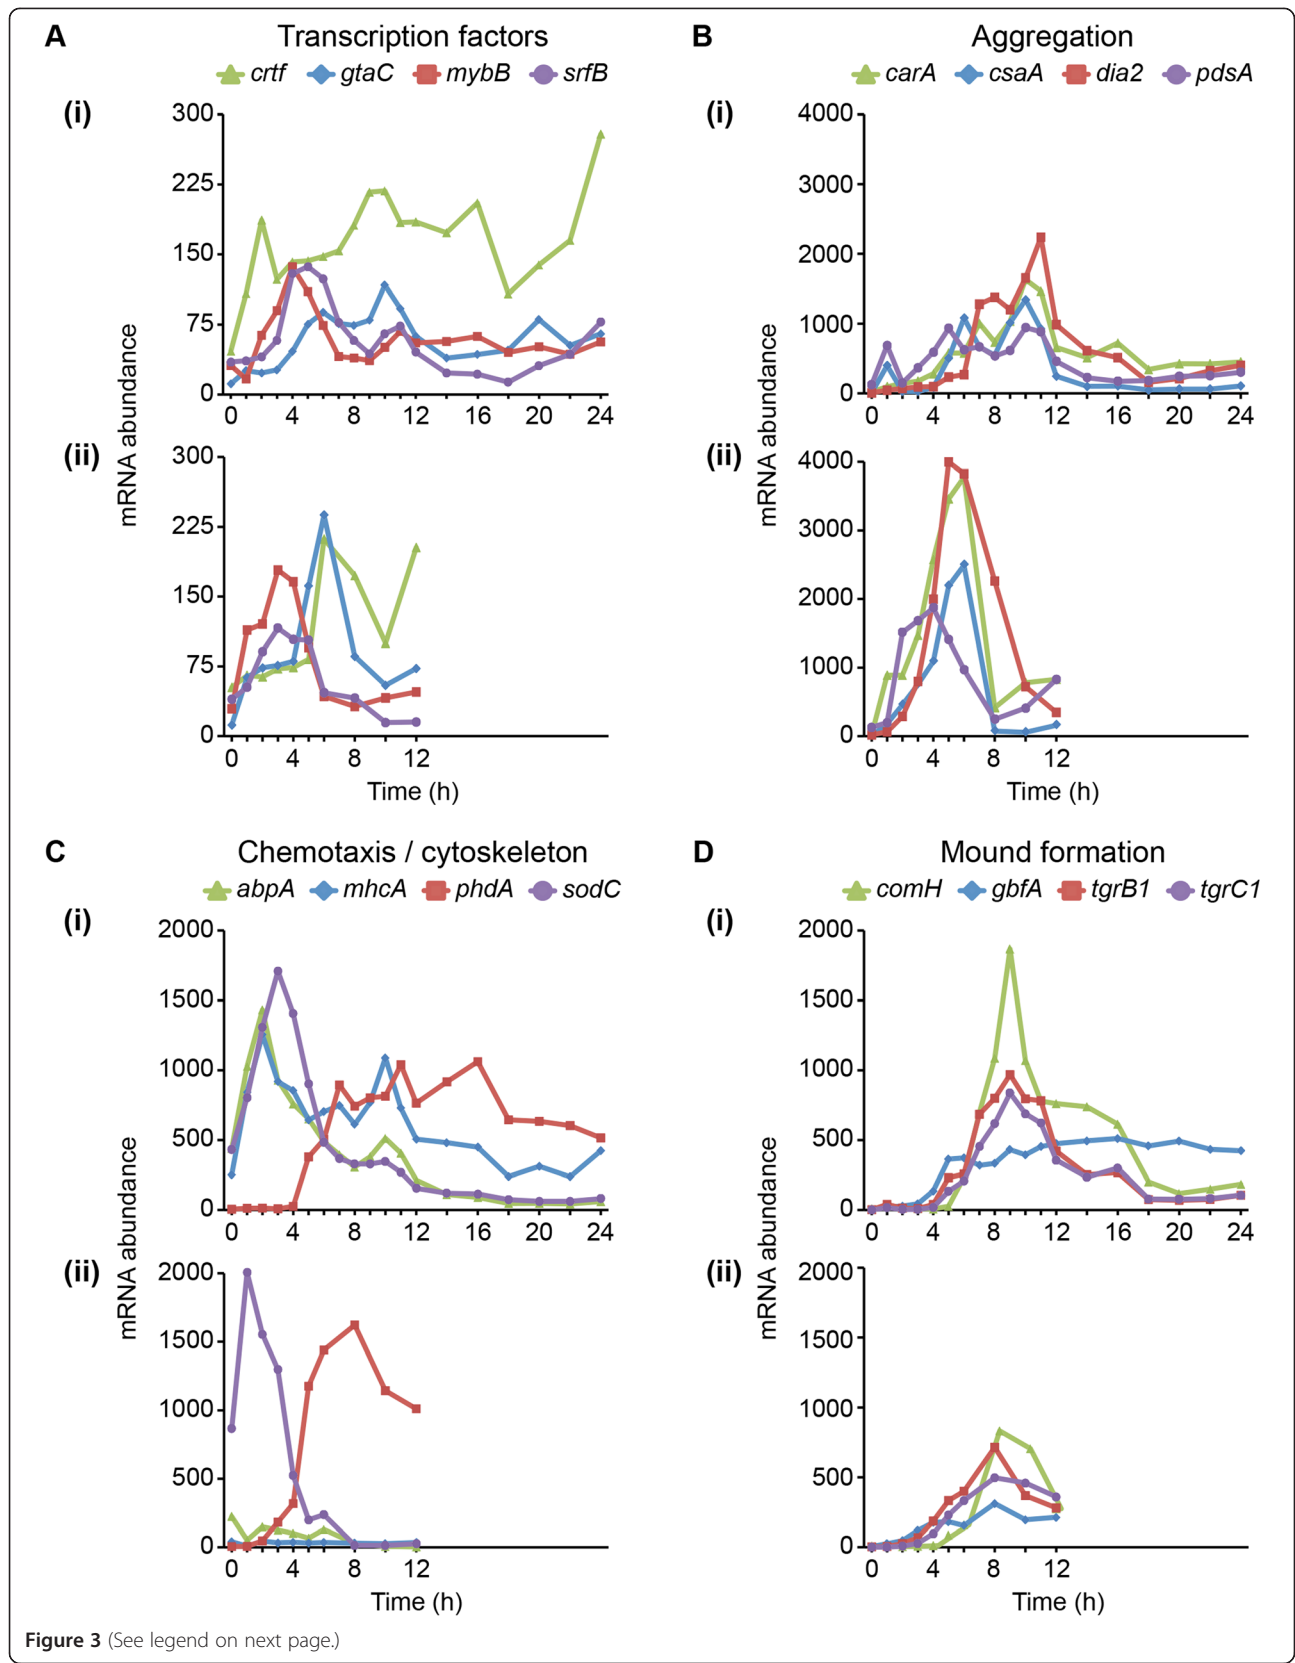 A Transcription factors
crtf gtaC mybB srfB
(i)
300
225
150
75
0
0 4 8 12 16 20 24
mRNA abundance
(ii)
300
225
150
75
0
0 4 8 12
Time (h)
B Aggregation
carA csaA dia2 pdsA
(i)
4000
3000
2000
1000
0
0 4 8 12 16 20 24
mRNA abundance
(ii)
4000
3000
2000
1000
0
0 4 8 12
Time (h)
C Chemotaxis / cytoskeleton
abpA mhcA phdA sodC
(i)
2000
1500
1000
500
0
0 4 8 12 16 20 24
mRNA abundance
(ii)
2000
1500
1000
500
0
0 4 8 12
Time (h)
D Mound formation
comH gbfA tgrB1 tgrC1
(i)
2000
1500
1000
500
0
0 4 8 12 16 20 24
mRNA abundance
(ii)
2000
1500
1000
500
0
0 4 8 12
Time (h)
Figure 3 (See legend on next page.)